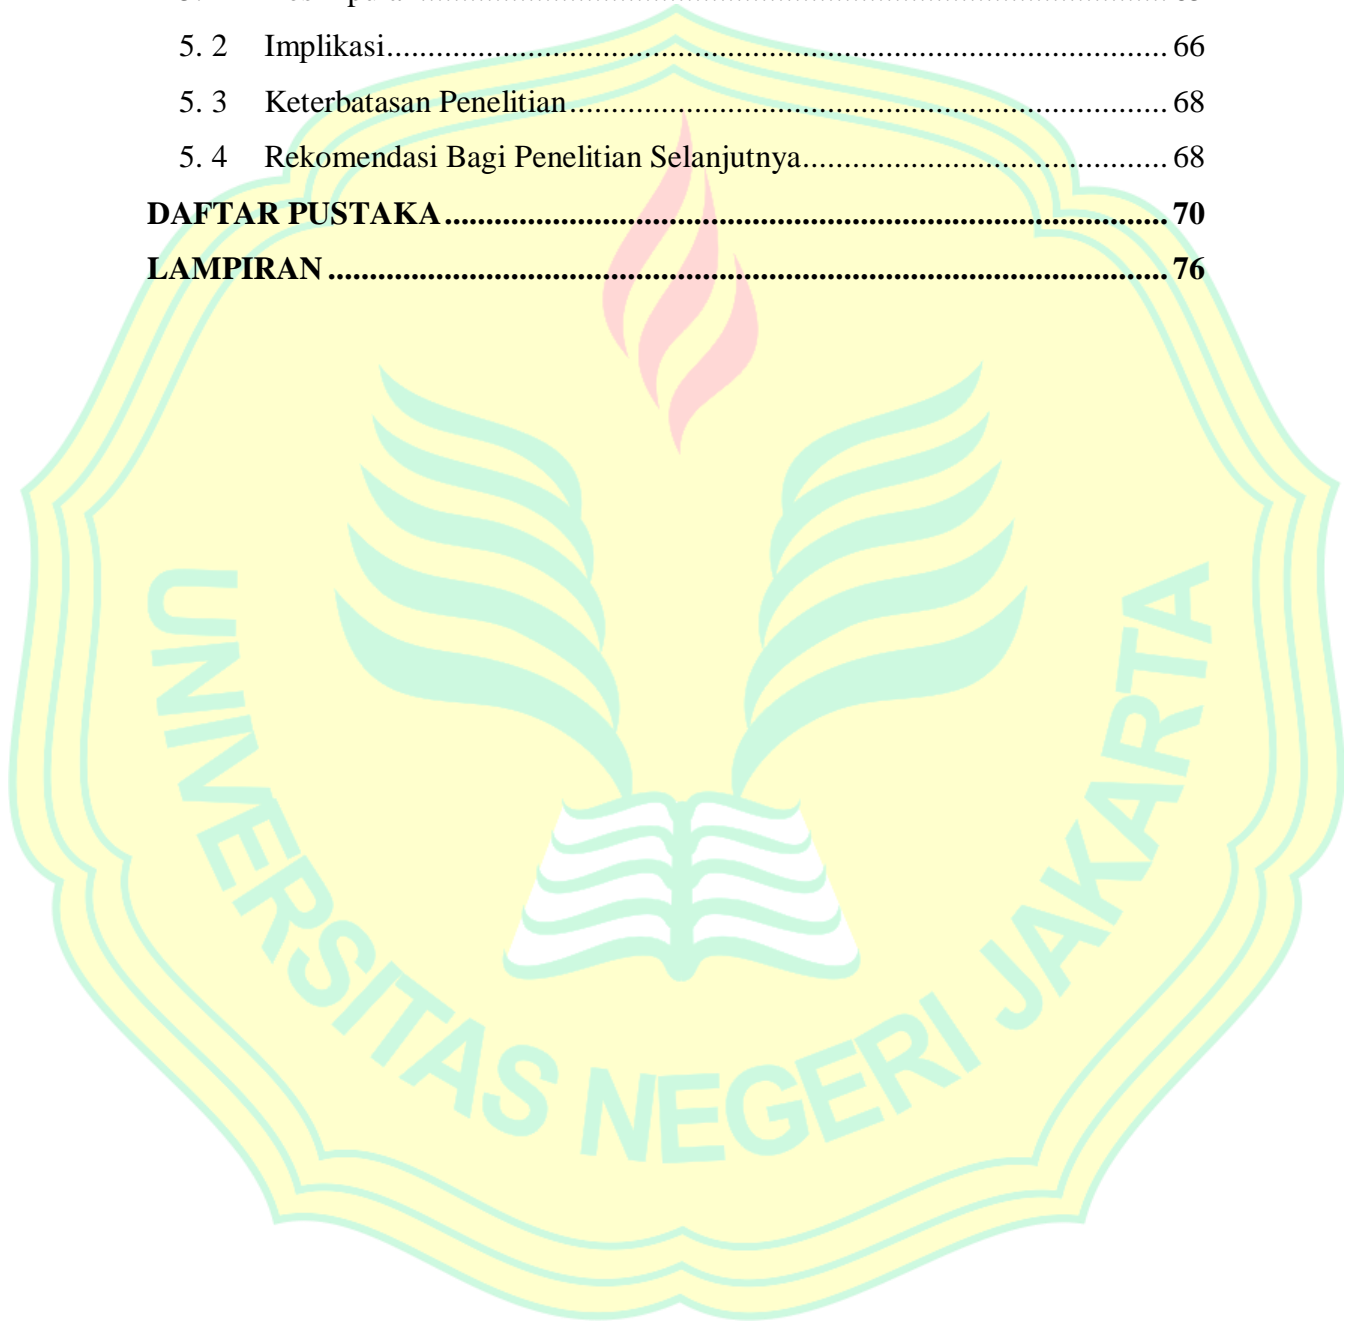 5. 2 Implikasi........................................................................................ 66
5. 3 Keterbatasan Penelitian.................................................................. 68
5. 4 Rekomendasi Bagi Penelitian Selanjutnya........................................ 68
DAFTAR PUSTAKA........................................................................... 70
LAMPIRAN........................................................................................ 76
UNIVERSITAS NEGERI JAKARTA